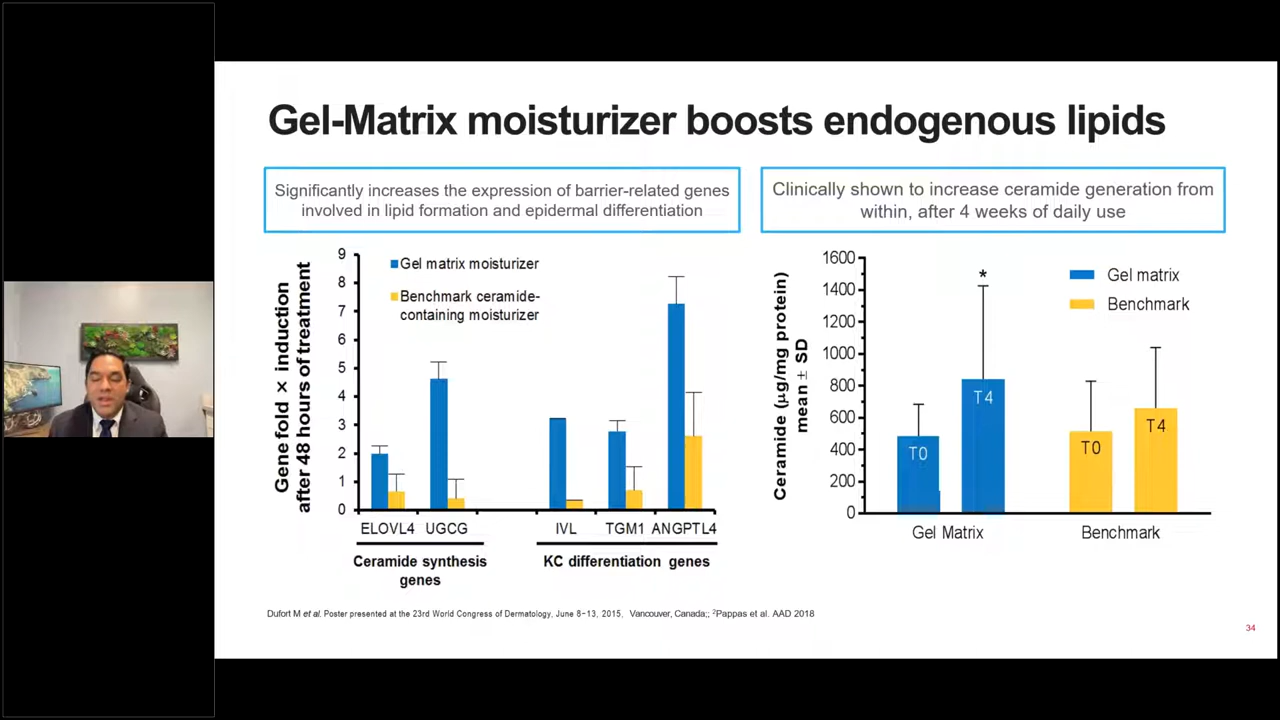 Gel-Matrix moisturizer boosts endogenous lipids
Significantly increases the expression of barrier-related genes
involved in lipid formation and epidermal differentiation
Gene fold × induction
after 48 hours of treatment
9
8
7
6
5
4
3
2
1
0
Gel matrix moisturizer
Benchmark ceramide-
containing moisturizer
ELOVL4 UGCG IVL TGM1 ANGPTL4
Ceramide synthesis
genes
KC differentiation genes
Clinically shown to increase ceramide generation from
within, after 4 weeks of daily use
Ceramide (µg/mg protein)
mean ± SD
1600
1400
1200
1000
800
600
400
200
0
*
Gel matrix
Benchmark
T0
T4
T0
T4
Gel Matrix Benchmark
Dufort M et al. Poster presented at the 23rd World Congress of Dermatology, June 8–13, 2015, Vancouver, Canada;; ²Pappas et al. AAD 2018
34